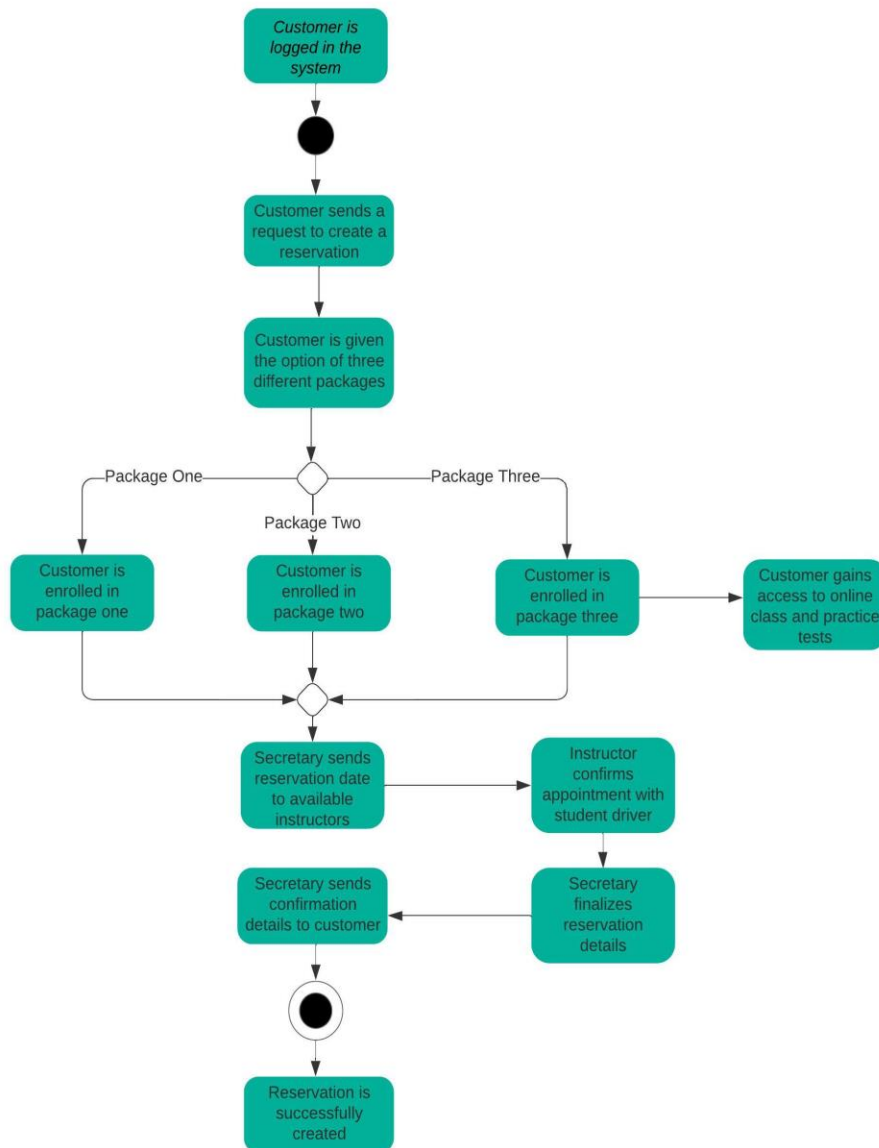 Customer is
logged in the
system
Customer sends a
request to create a
reservation
Customer is given
the option of three
different packages
Package One
Package Three
Package Two
Customer is
enrolled in
package one
Customer is
enrolled in
package two
Customer is
enrolled in
package three
Customer gains
access to online
class and practice
tests
Secretary sends
reservation date
to available
instructors
Instructor
confirms
appointment with
student driver
Secretary sends
confirmation
details to customer
Secretary
finalizes
reservation
details
Reservation is
successfully
created